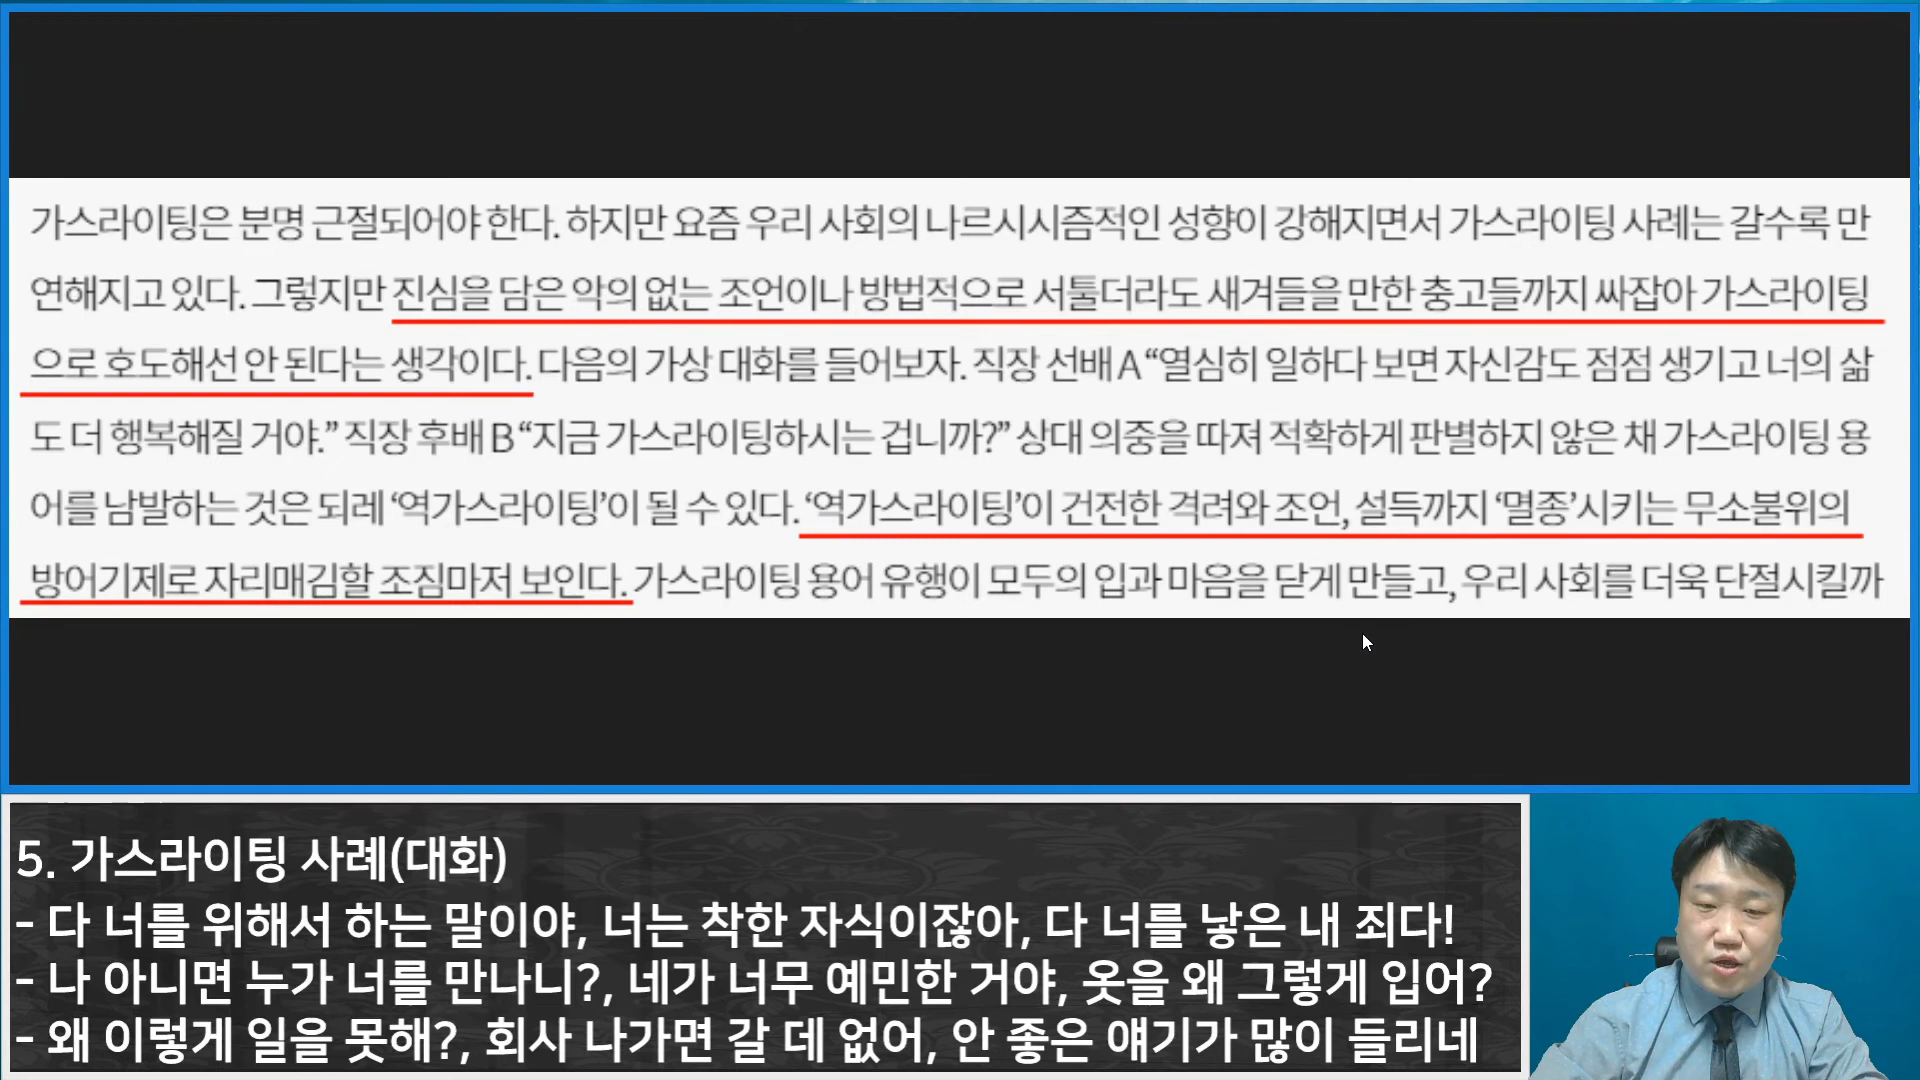 가스라이팅은 분명 근절되어야 한다. 하지만 요즘 우리 사회의 나르시시즘적인 성향이 강해지면서 가스라이팅 사례는 갈수록 만
연해지고 있다. 그렇지만 진심을 담은 악의 없는 조언이나 방법적으로 서툴더라도 새겨들을 만한 충고들까지 싸잡아 가스라이팅
으로 호도해선 안 된다는 생각이다. 다음의 가상 대화를 들어보자. 직장 선배 A “열심히 일하다 보면 자신감도 점점 생기고 너의 삶
도 더 행복해질 거야.” 직장 후배 B “지금 가스라이팅하시는 겁니까?” 상대 의중을 따져 적확하게 판별하지 않은 채 가스라이팅 용
어를 남발하는 것은 되레 ‘역가스라이팅’이 될 수 있다. ‘역가스라이팅’이 건전한 격려와 조언, 설득까지 ‘멸종’시키는 무소불위의
방어기제로 자리매김할 조짐마저 보인다. 가스라이팅 용어 유행이 모두의 입과 마음을 닫게 만들고, 우리 사회를 더욱 단절시킬까
5. 가스라이팅 사례(대화)
- 다 너를 위해서 하는 말이야, 너는 착한 자식이잖아, 다 너를 낳은 내 죄다!
- 나 아니면 누가 너를 만나니?, 네가 너무 예민한 거야, 옷을 왜 그렇게 입어?
- 왜 이렇게 일을 못해?, 회사 나가면 갈 데 없어, 안 좋은 얘기가 많이 들리네